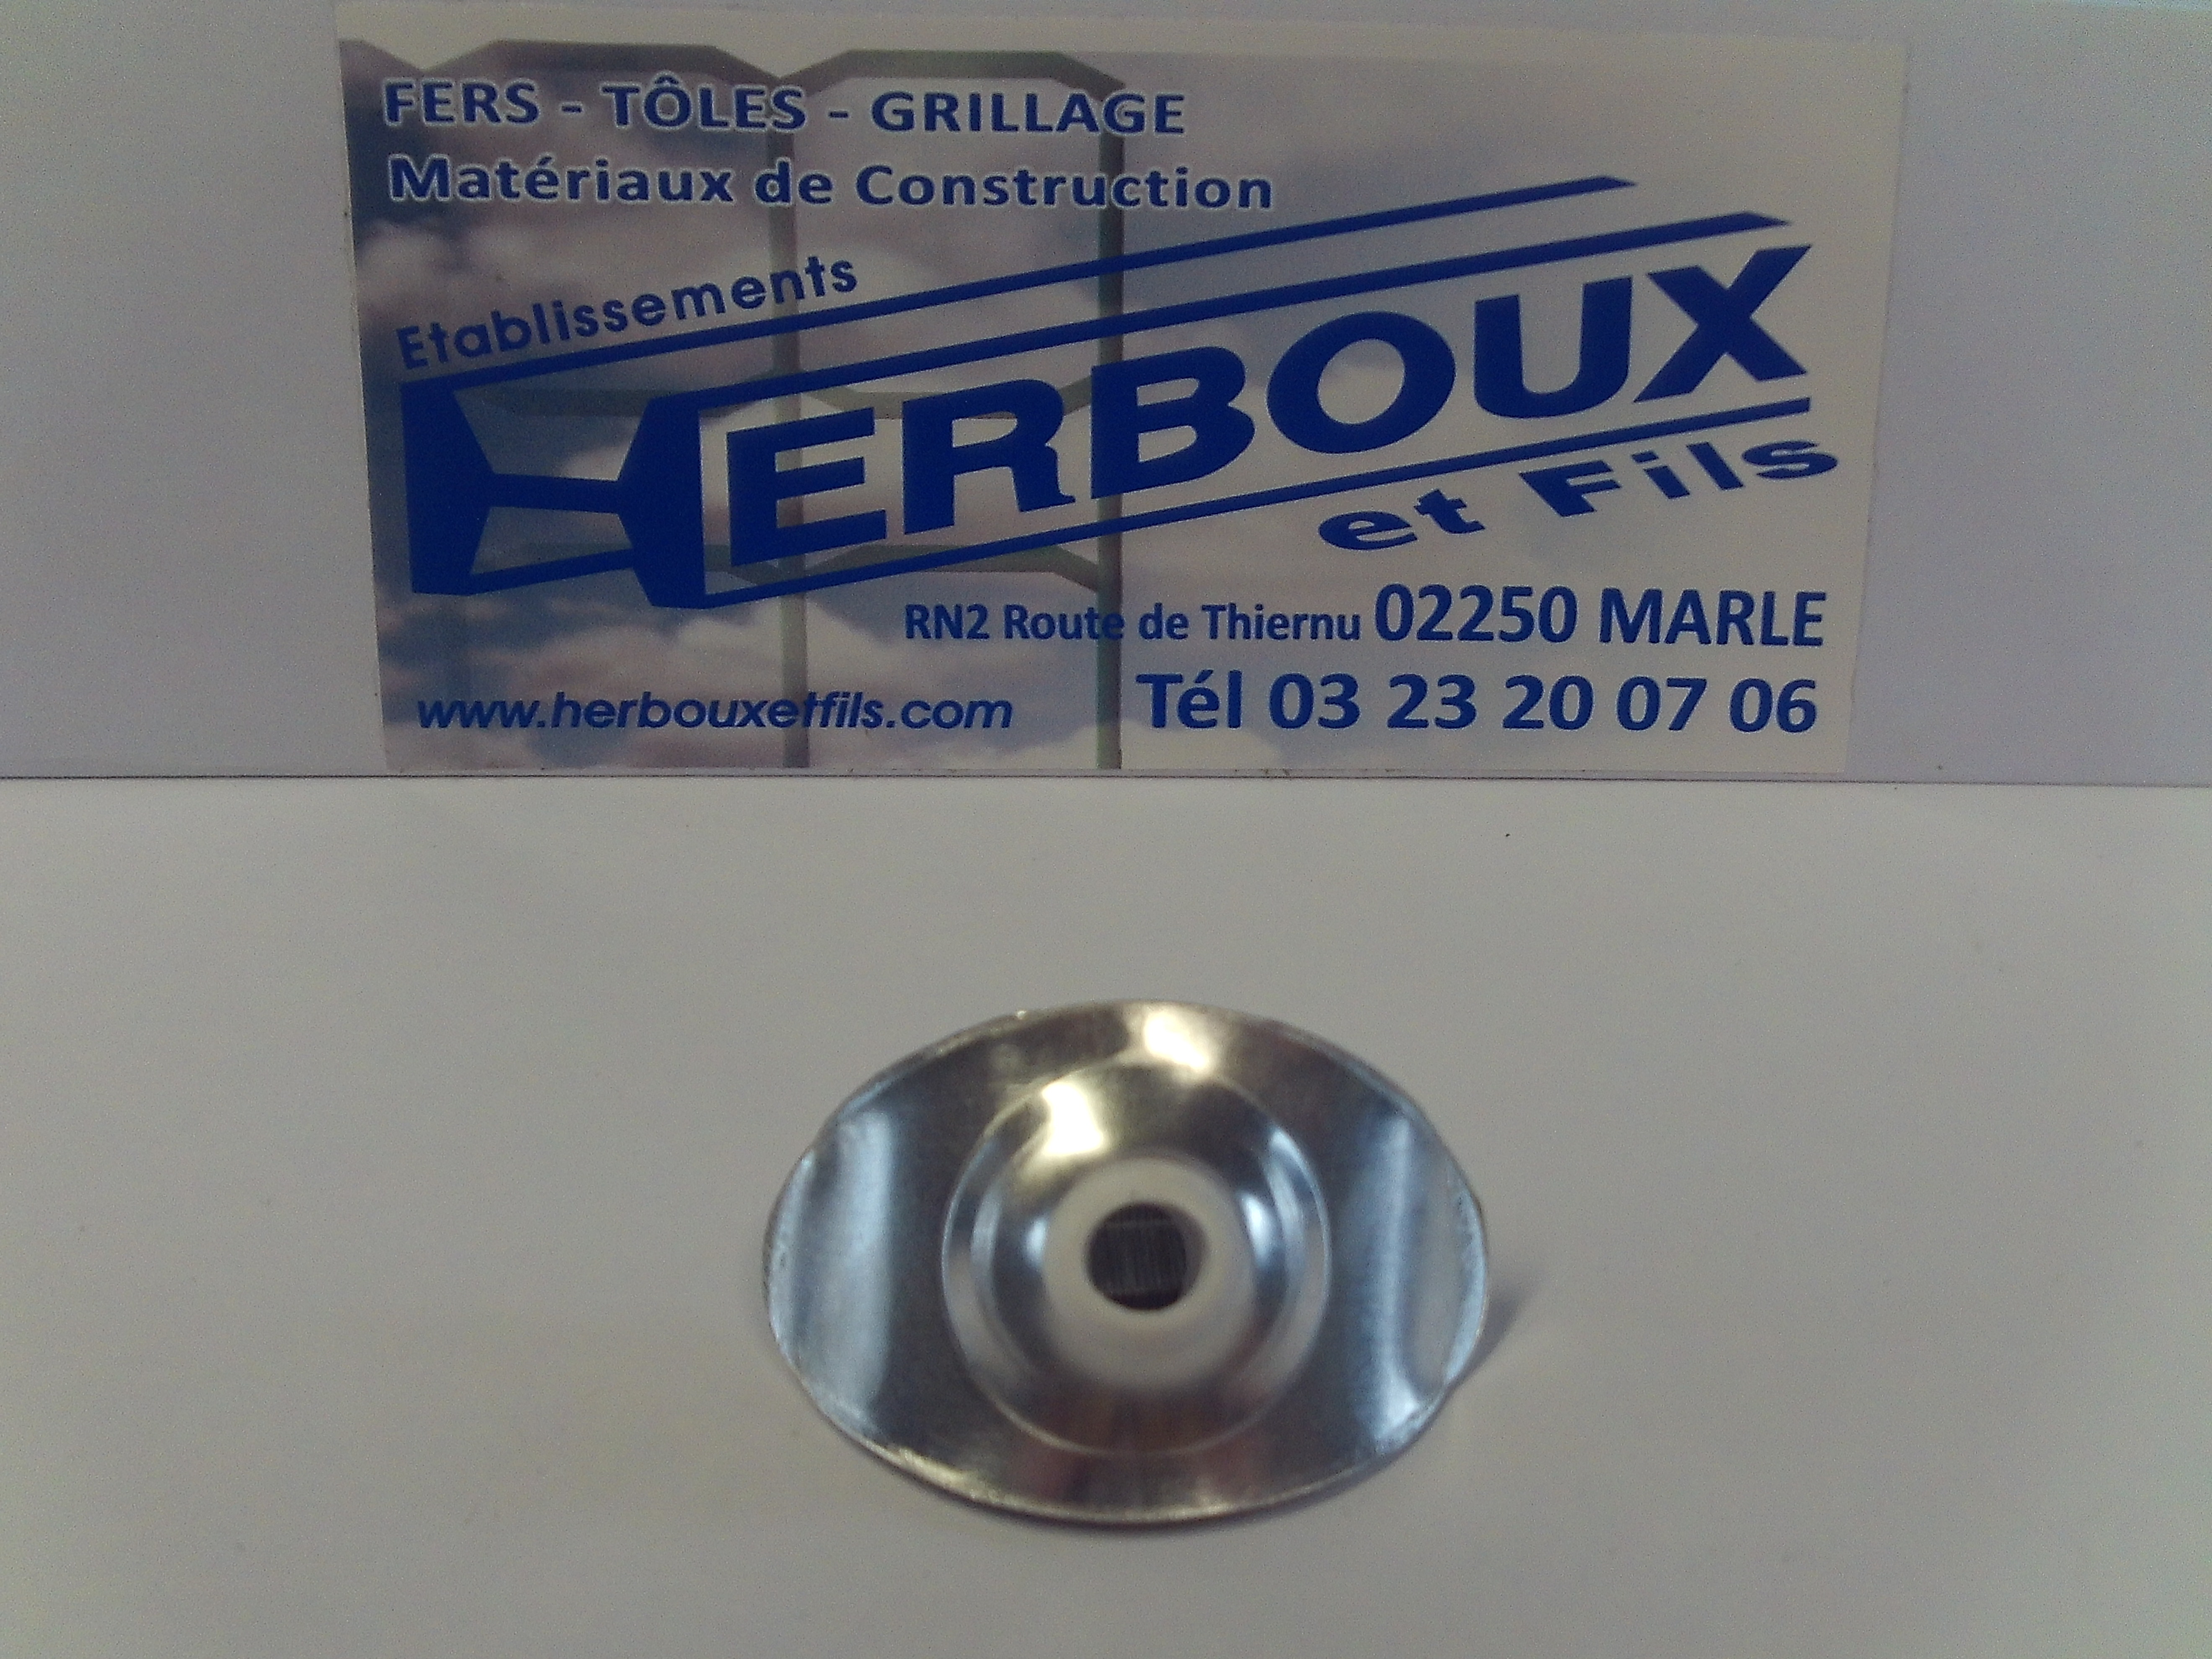 FERS - TÔLES - GRILLAGE
Matériaux de Construction
Etablissements
HERBOUX
et Fils
RN2 Route de Thiernu 02250 MARLE
www.herbouxetfils.com Tél 03 23 20 07 06